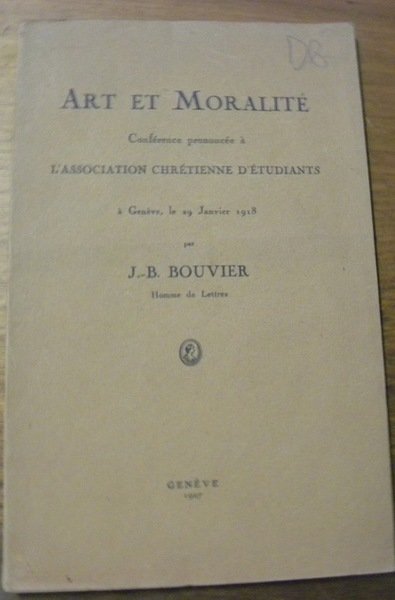 DB
ART ET MORALITÉ
Conférence prononcée à
L'ASSOCIATION CHRÉTIENNE D'ÉTUDIANTS
à Genève, le 29 Janvier 1918
par
J.-B. BOUVIER
Homme de Lettres
GENÈVE